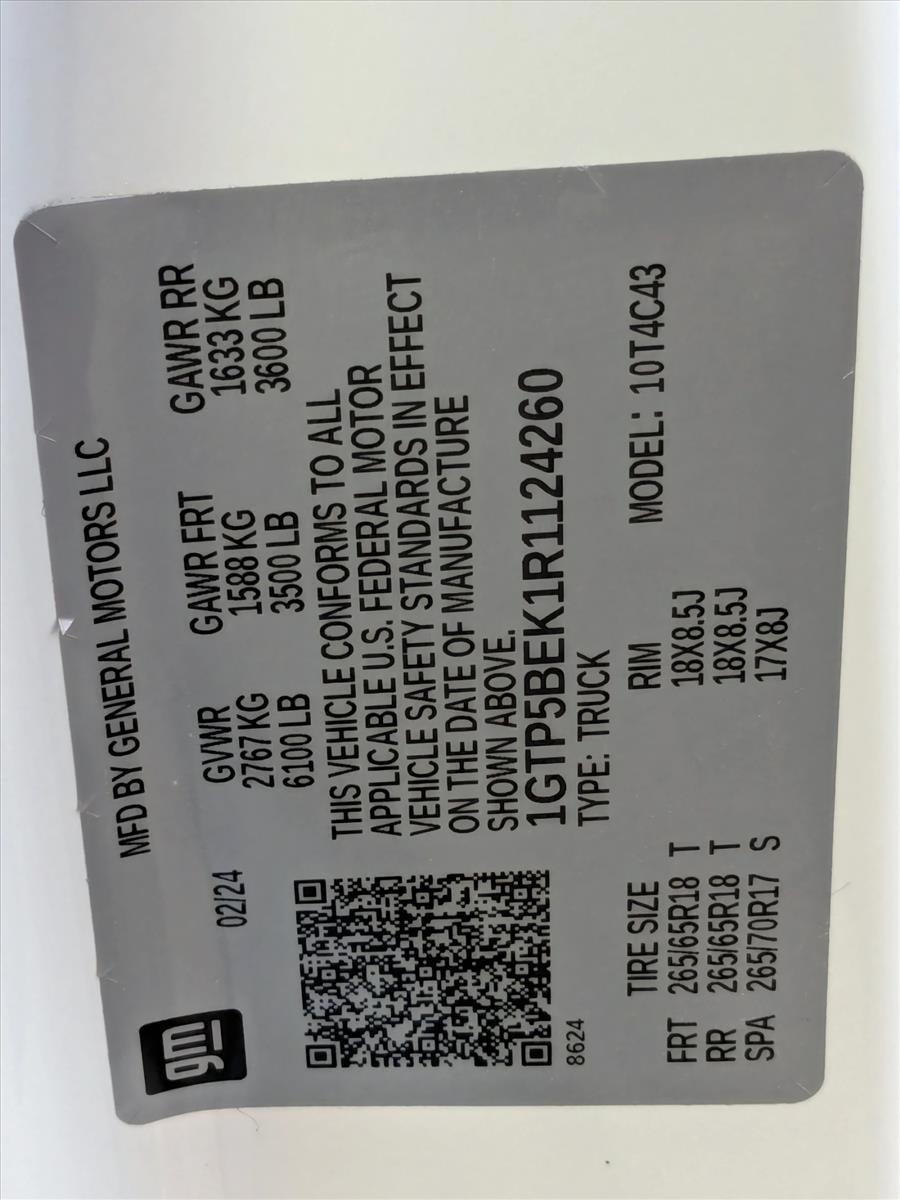 gm
MFD BY GENERAL MOTORS LLC
02/24 GVWR GAWR FRT GAWR RR
2767 KG 1588 KG 1633 KG
6100 LB 3500 LB 3600 LB
THIS VEHICLE CONFORMS TO ALL
APPLICABLE U.S. FEDERAL MOTOR
VEHICLE SAFETY STANDARDS IN EFFECT
ON THE DATE OF MANUFACTURE
SHOWN ABOVE.
1GTP5BEK1R1124260
8624 TYPE: TRUCK
TIRE SIZE RIM MODEL: 10T4C43
FRT 265/65R18 T 18X8.5J
RR 265/65R18 T 18X8.5J
SPA 265/70R17 S 17X8J